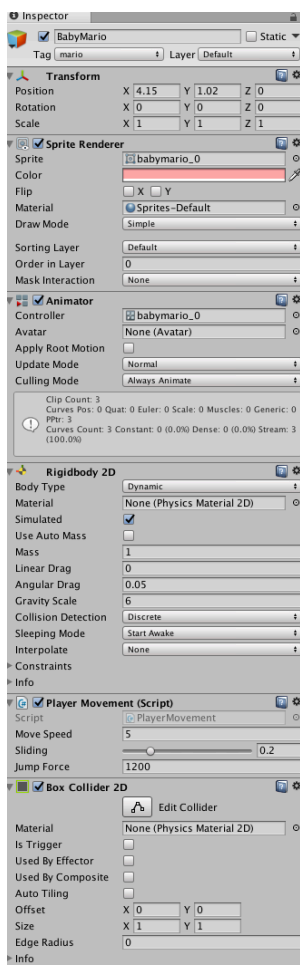 Inspector
BabyMario Static
Tag mario Layer Default
Transform
Position X 4.15 Y 1.02 Z 0
Rotation X 0 Y 0 Z 0
Scale X 1 Y 1 Z 1
Sprite Renderer
Sprite babymario_0
Color
Flip X Y
Material Sprites-Default
Draw Mode Simple
Sorting Layer Default
Order in Layer 0
Mask Interaction None
Animator
Controller babymario_0
Avatar None (Avatar)
Apply Root Motion
Update Mode Normal
Culling Mode Always Animate
Clip Count: 3
Curves Pos: 0 Quat: 0 Euler: 0 Scale: 0 Muscles: 0 Generic: 0
PPtr: 3
Curves Count: 3 Constant: 0 (0.0%) Dense: 0 (0.0%) Stream: 3
(100.0%)
Rigidbody 2D
Body Type Dynamic
Material None (Physics Material 2D)
Simulated
Use Auto Mass
Mass 1
Linear Drag 0
Angular Drag 0.05
Gravity Scale 6
Collision Detection Discrete
Sleeping Mode Start Awake
Interpolate None
Constraints
Info
Player Movement (Script)
Script PlayerMovement
Move Speed 5
Sliding 0.2
Jump Force 1200
Box Collider 2D
Edit Collider
Material None (Physics Material 2D)
Is Trigger
Used By Effector
Used By Composite
Auto Tiling
Offset X 0 Y 0
Size X 1 Y 1
Edge Radius 0
Info